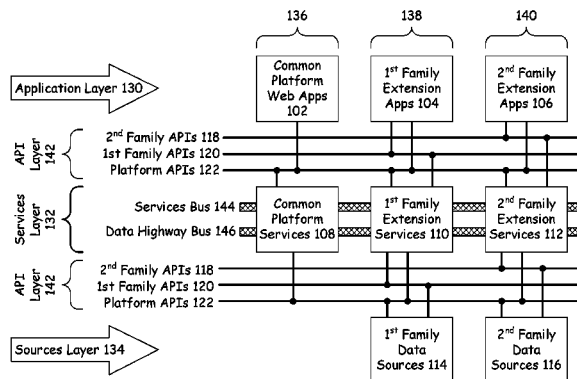 136
138
140
Application Layer 130
Common
Platform
Web Apps
102
1st Family
Extension
Apps 104
2nd Family
Extension
Apps 106
API
Layer
142
2nd Family APIs 118
1st Family APIs 120
Platform APIs 122
Services
Layer
132
Services Bus 144
Data Highway Bus 146
Common
Platform
Services 108
1st Family
Extension
Services 110
2nd Family
Extension
Services 112
API
Layer
142
2nd Family APIs 118
1st Family APIs 120
Platform APIs 122
Sources Layer 134
1st Family
Data
Sources 114
2nd Family
Data
Sources 116